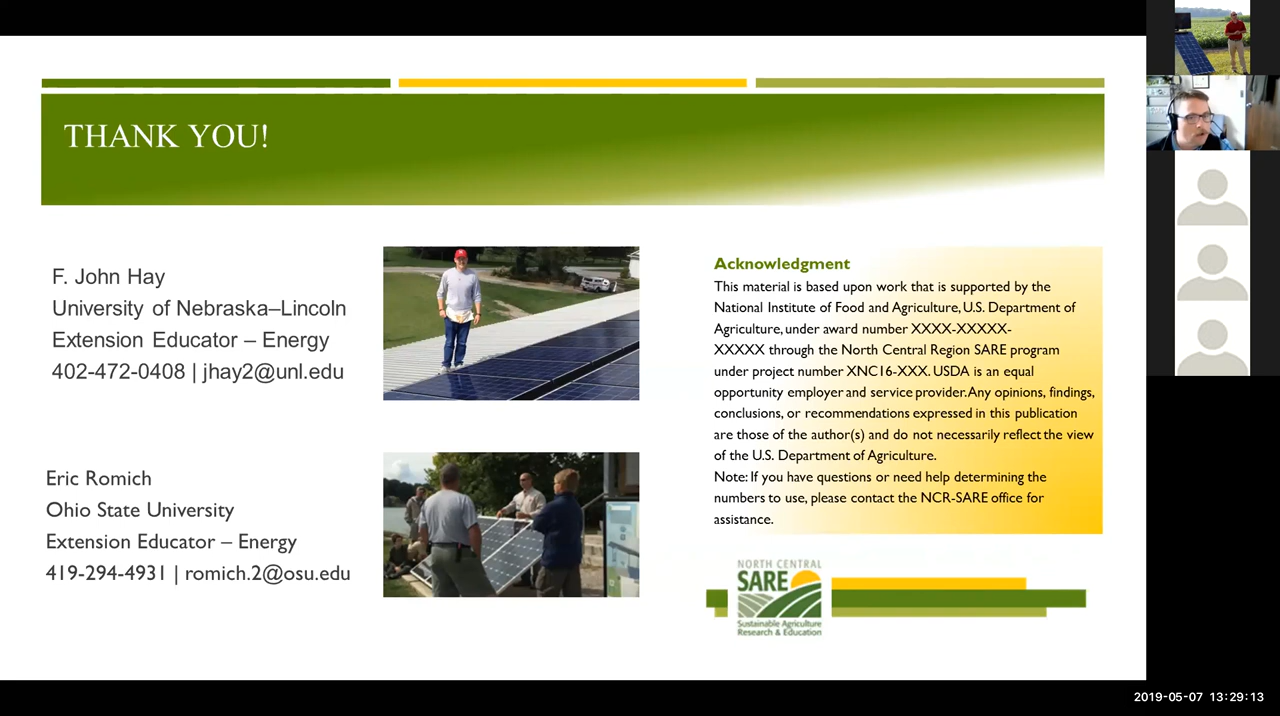 THANK YOU!
F. John Hay
University of Nebraska–Lincoln
Extension Educator – Energy
402-472-0408 | jhay2@unl.edu
Eric Romich
Ohio State University
Extension Educator – Energy
419-294-4931 | romich.2@osu.edu
Acknowledgment
This material is based upon work that is supported by the
National Institute of Food and Agriculture, U.S. Department of
Agriculture, under award number XXXX-XXXXX-
XXXXX through the North Central Region SARE program
under project number XNC16-XXX. USDA is an equal
opportunity employer and service provider. Any opinions, findings,
conclusions, or recommendations expressed in this publication
are those of the author(s) and do not necessarily reflect the view
of the U.S. Department of Agriculture.
Note: If you have questions or need help determining the
numbers to use, please contact the NCR-SARE office for
assistance.
NORTH CENTRAL
SARE
Sustainable Agriculture
Research & Education
2019-05-07 13:29:13